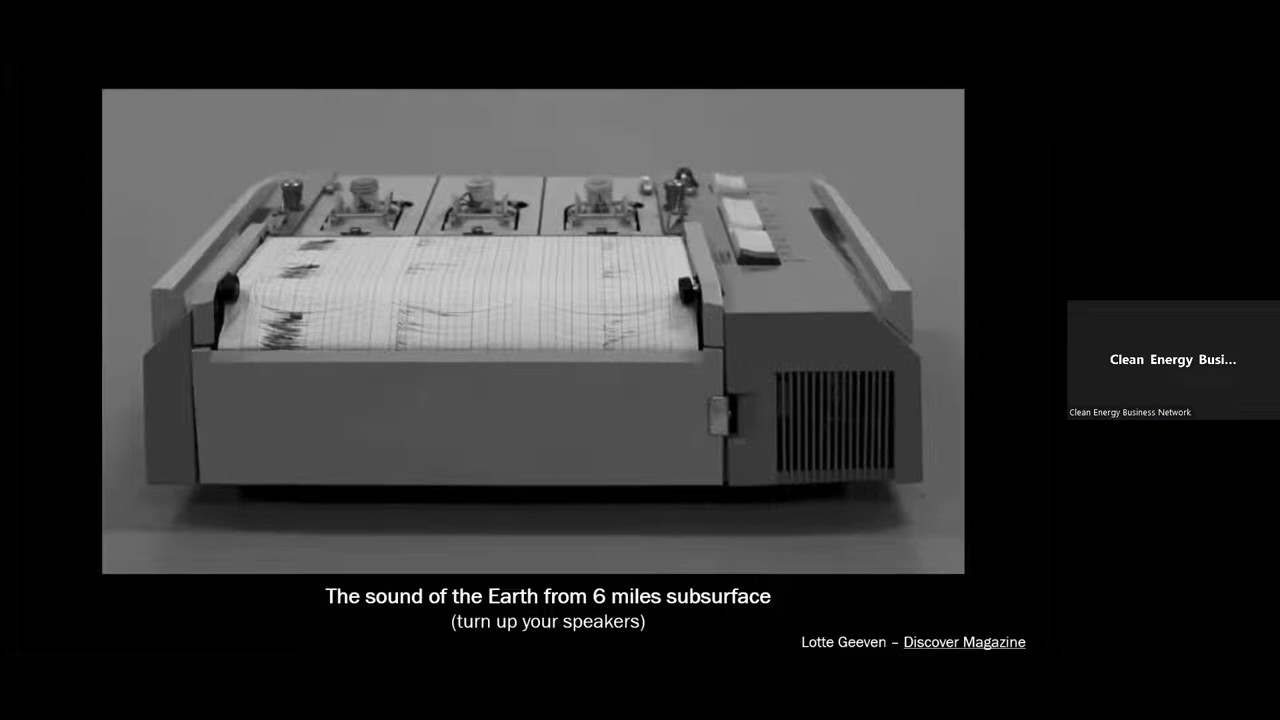 The sound of the Earth from 6 miles subsurface
(turn up your speakers)
Lotte Geeven – Discover Magazine
Clean Energy Busi...
Clean Energy Business Network